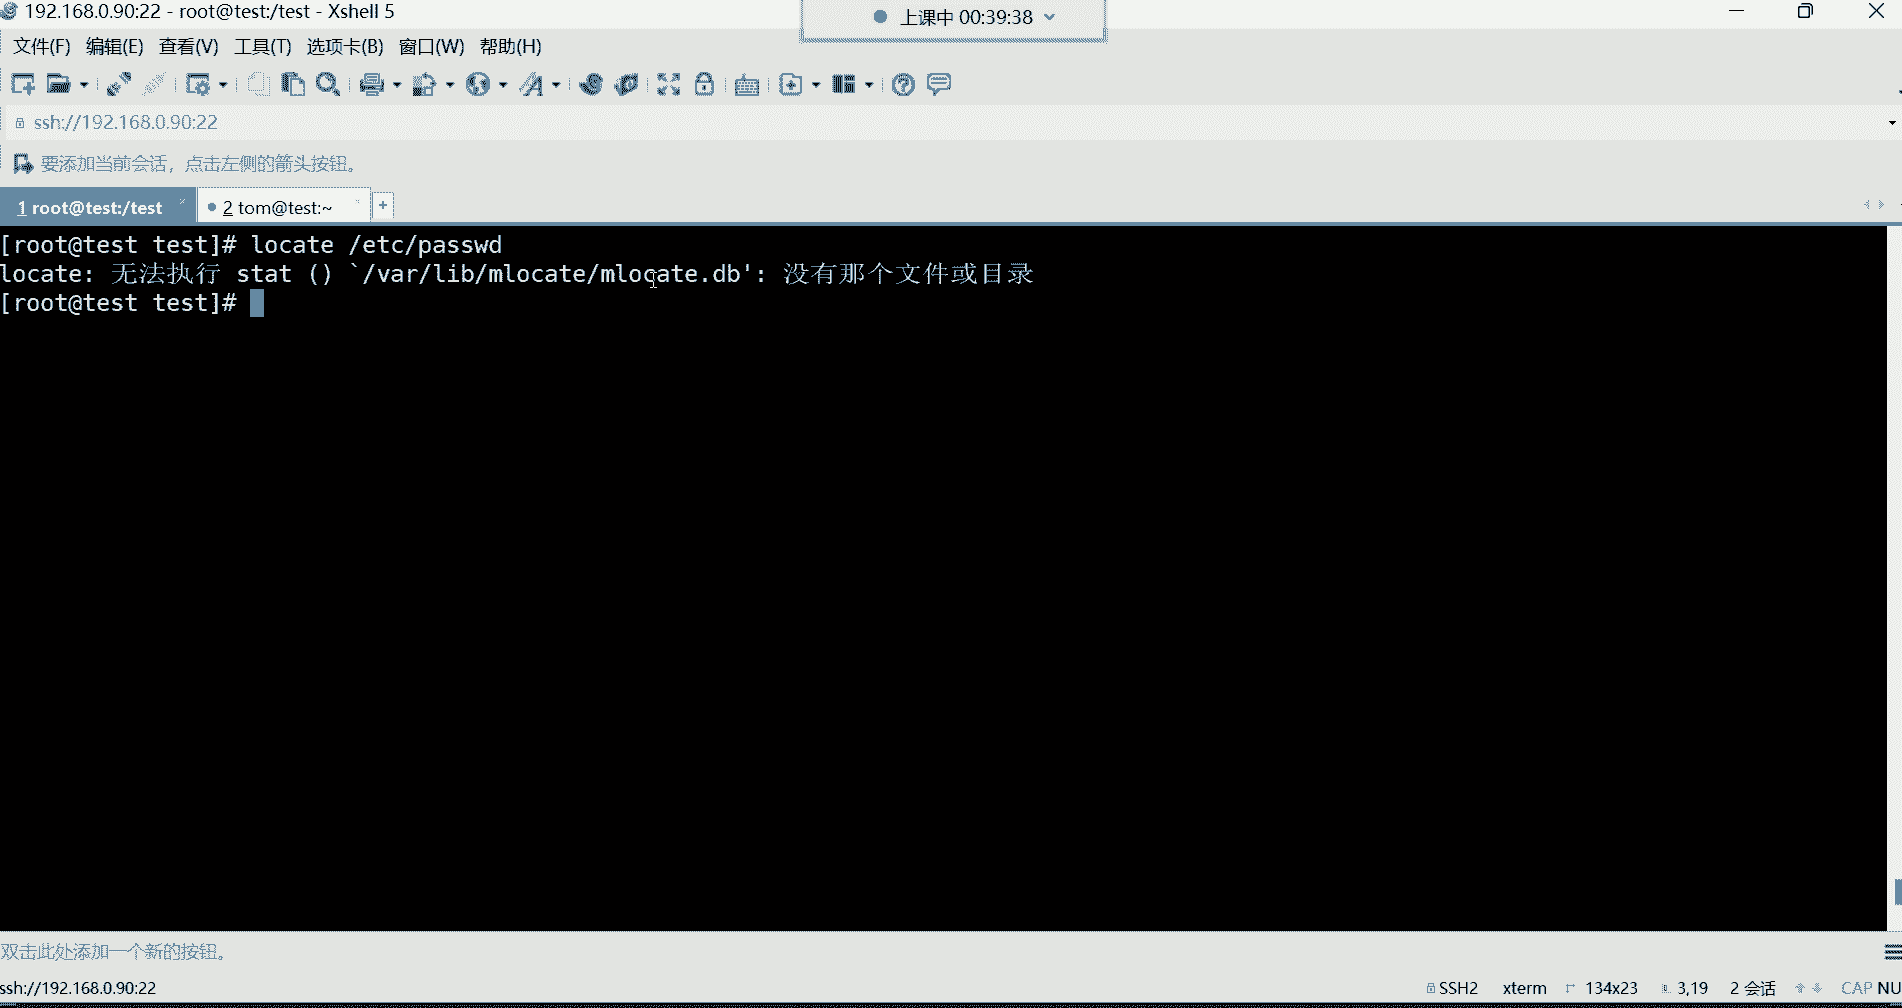 192.168.0.90:22 - root@test:/test - Xshell 5
上课中 00:39:38
文件(F) 编辑(E) 查看(V) 工具(T) 选项卡(B) 窗口(W) 帮助(H)
ssh://192.168.0.90:22
要添加当前会话，点击左侧的箭头按钮。
1 root@test:/test
2 tom@test:~
[root@test test]# locate /etc/passwd
locate: 无法执行 stat () `/var/lib/mlocate/mlocate.db': 没有那个文件或目录
[root@test test]#
双击此处添加一个新的按钮。
ssh://192.168.0.90:22
SSH2 xterm 134x23 3,19 2 会话 CAP NU